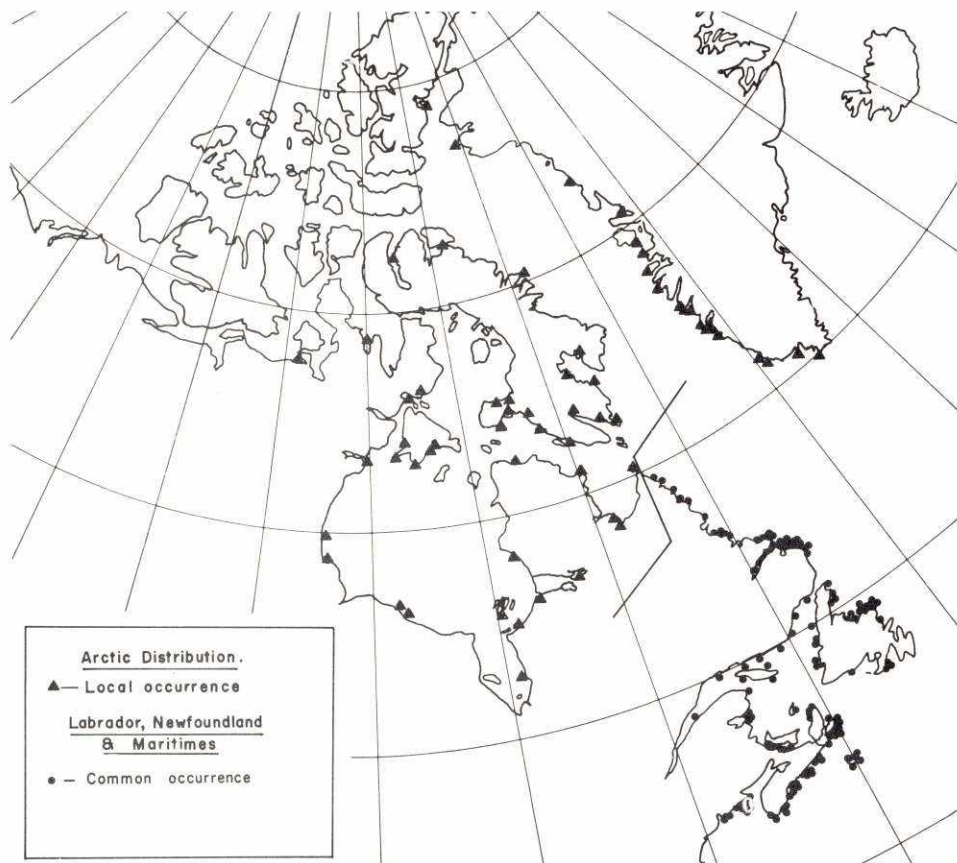 Arctic Distribution.
▲— Local occurrence
Labrador, Newfoundland
& Maritimes
● — Common occurrence